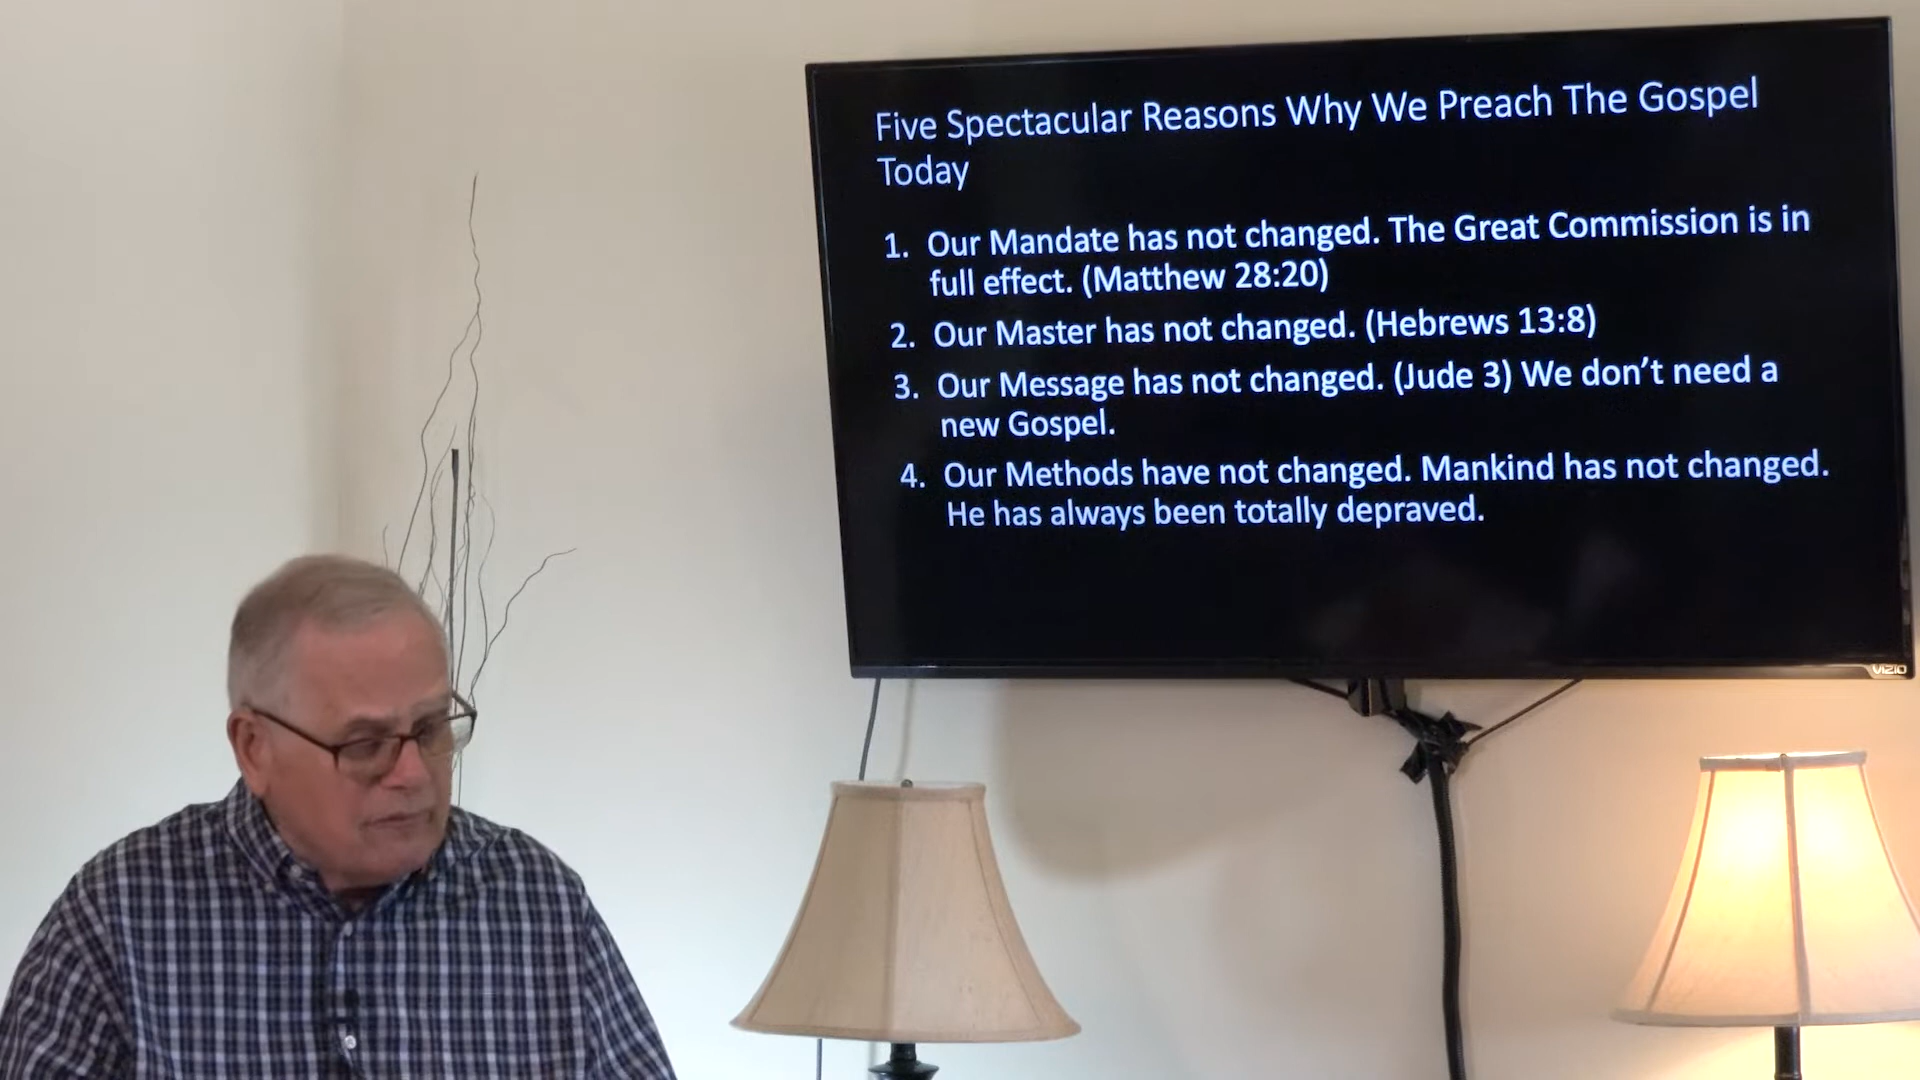 Five Spectacular Reasons Why We Preach The Gospel
Today
1. Our Mandate has not changed. The Great Commission is in
full effect. (Matthew 28:20)
2. Our Master has not changed. (Hebrews 13:8)
3. Our Message has not changed. (Jude 3) We don’t need a
new Gospel.
4. Our Methods have not changed. Mankind has not changed.
He has always been totally depraved.
VIZIO